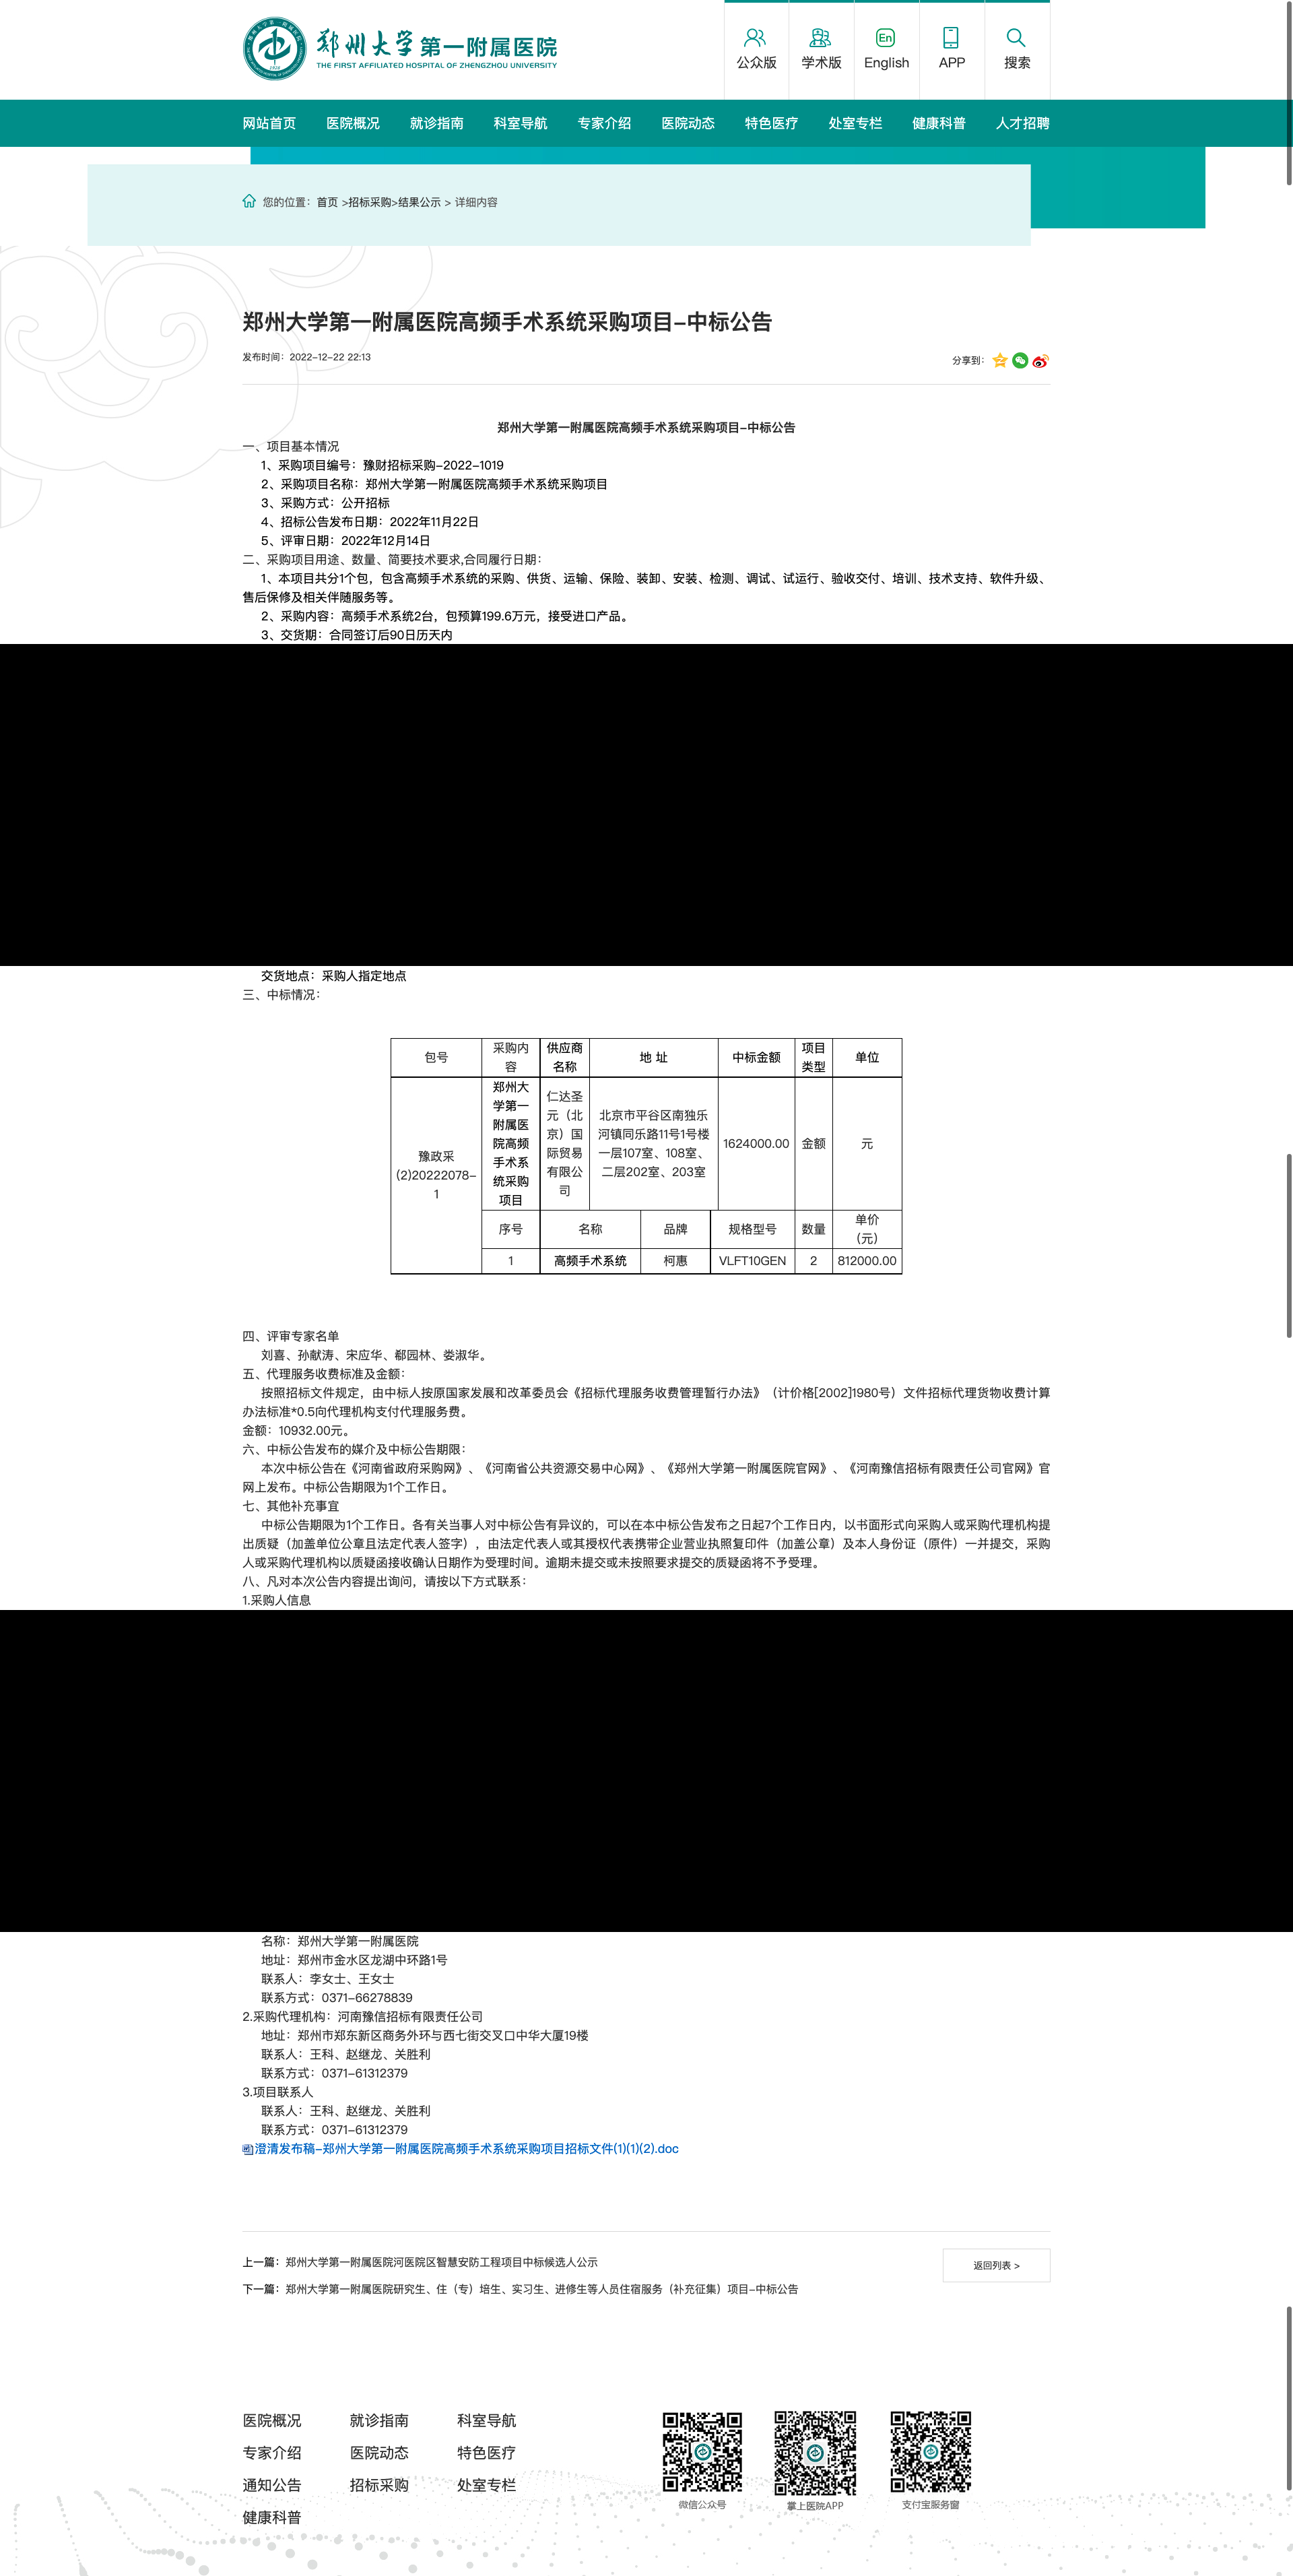 郑州大学第一附属医院
THE FIRST AFFILIATED HOSPITAL OF ZHENGZHOU UNIVERSITY
公众版 学术版 English APP 搜索
网站首页 医院概况 就诊指南 科室导航 专家介绍 医院动态 特色医疗 处室专栏 健康科普 人才招聘
您的位置：首页 >招标采购>结果公示 > 详细内容
郑州大学第一附属医院高频手术系统采购项目-中标公告
发布时间：2022-12-22 22:13
分享到：
郑州大学第一附属医院高频手术系统采购项目-中标公告
一、项目基本情况
1、采购项目编号：豫财招标采购-2022-1019
2、采购项目名称：郑州大学第一附属医院高频手术系统采购项目
3、采购方式：公开招标
4、招标公告发布日期：2022年11月22日
5、评审日期：2022年12月14日
二、采购项目用途、数量、简要技术要求,合同履行日期：
1、本项目共分1个包，包含高频手术系统的采购、供货、运输、保险、装卸、安装、检测、调试、试运行、验收交付、培训、技术支持、软件升级、
售后保修及相关伴随服务等。
2、采购内容：高频手术系统2台，包预算199.6万元，接受进口产品。
3、交货期：合同签订后90日历天内
交货地点：采购人指定地点
三、中标情况：
包号 采购内容 供应商名称 地 址 中标金额 项目类型 单位
豫政采(2)20222078-1 郑州大学第一附属医院高频手术系统采购项目 仁达圣元（北京）国际贸易有限公司 北京市平谷区南独乐河镇同乐路11号1号楼一层107室、108室、二层202室、203室 1624000.00 金额 元
序号 名称 品牌 规格型号 数量 单价（元）
1 高频手术系统 柯惠 VLFT10GEN 2 812000.00
四、评审专家名单
刘喜、孙献涛、宋应华、郗园林、娄淑华。
五、代理服务收费标准及金额：
按照招标文件规定，由中标人按原国家发展和改革委员会《招标代理服务收费管理暂行办法》（计价格[2002]1980号）文件招标代理货物收费计算
办法标准*0.5向代理机构支付代理服务费。
金额：10932.00元。
六、中标公告发布的媒介及中标公告期限：
本次中标公告在《河南省政府采购网》、《河南省公共资源交易中心网》、《郑州大学第一附属医院官网》、《河南豫信招标有限责任公司官网》官
网上发布。中标公告期限为1个工作日。
七、其他补充事宜
中标公告期限为1个工作日。各有关当事人对中标公告有异议的，可以在本中标公告发布之日起7个工作日内，以书面形式向采购人或采购代理机构提
出质疑（加盖单位公章且法定代表人签字），由法定代表人或其授权代表携带企业营业执照复印件（加盖公章）及本人身份证（原件）一并提交，采购
人或采购代理机构以质疑函接收确认日期作为受理时间。逾期未提交或未按照要求提交的质疑函将不予受理。
八、凡对本次公告内容提出询问，请按以下方式联系：
1.采购人信息
名称：郑州大学第一附属医院
地址：郑州市金水区龙湖中环路1号
联系人：李女士、王女士
联系方式：0371-66278839
2.采购代理机构：河南豫信招标有限责任公司
地址：郑州市郑东新区商务外环与西七街交叉口中华大厦19楼
联系人：王科、赵继龙、关胜利
联系方式：0371-61312379
3.项目联系人
联系人：王科、赵继龙、关胜利
联系方式：0371-61312379
澄清发布稿-郑州大学第一附属医院高频手术系统采购项目招标文件(1)(1)(2).doc
上一篇：郑州大学第一附属医院河医院区智慧安防工程项目中标候选人公示
返回列表 >
下一篇：郑州大学第一附属医院研究生、住（专）培生、实习生、进修生等人员住宿服务（补充征集）项目-中标公告
医院概况 就诊指南 科室导航
专家介绍 医院动态 特色医疗
通知公告 招标采购 处室专栏
健康科普
微信公众号 掌上医院APP 支付宝服务窗